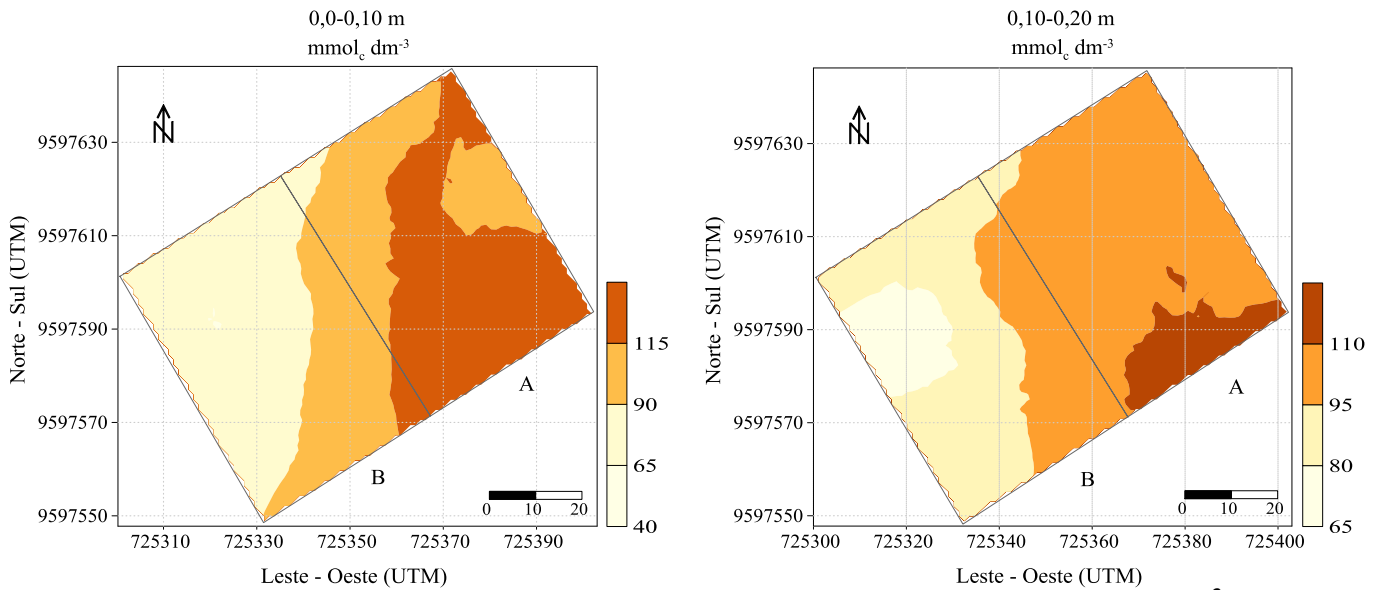 0,0-0,10 m
mmolc dm-3
N
9597630
9597610
9597590
9597570
9597550
Norte - Sul (UTM)
A
B
0 10 20
115
90
65
40
725310 725330 725350 725370 725390
Leste - Oeste (UTM)
0,10-0,20 m
mmolc dm-3
N
9597630
9597610
9597590
9597570
9597550
Norte - Sul (UTM)
A
B
0 10 20
110
95
80
65
725300 725320 725340 725360 725380 725400
Leste - Oeste (UTM)